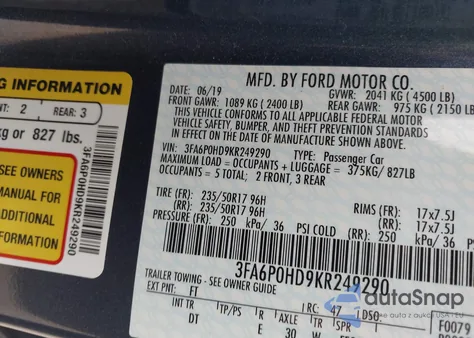 G INFORMATION
NT: 2 REAR: 3
kg or 827 lbs.
SEE OWNERS
MANUAL FOR
ADDITIONAL
3FA6P0HD9KR249290
MFD. BY FORD MOTOR CO.
06/19 GVWR: 2041 KG (4500 LB)
FRONT GAWR: 1089 KG (2400 LB) REAR GAWR: 975 KG (2150 LB
THIS VEHICLE CONFORMS TO ALL APPLICABLE FEDERAL MOTOR
VEHICLE SAFETY, BUMPER, AND THEFT PREVENTION STANDARDS IN
EFFECT ON THE DATE OF MANUFACTURE SHOWN ABOVE.
VIN: 3FA6P0HD9KR249290 TYPE: Passenger Car
MAXIMUM LOAD = OCCUPANTS + LUGGAGE = 375KG/827LB
OCCUPANTS = 5 TOTAL; 2 FRONT, 3 REAR
TIRE (FR): 235/50R17 96H RIMS (FR): 17x7.5J
(RR): 235/50R17 96H (RR): 17x7.5J
PRESSURE (FR): 250 kPa/ 36 PSI COLD (RR): 250 kPa/ 36
3FA6P0HD9KR249290
TRAILER TOWING - SEE OWNER GUIDE
EXT PNT: FT RC: 47 DSO:
INT TR AXLE
DT E 30 W
F0079
autoSnap